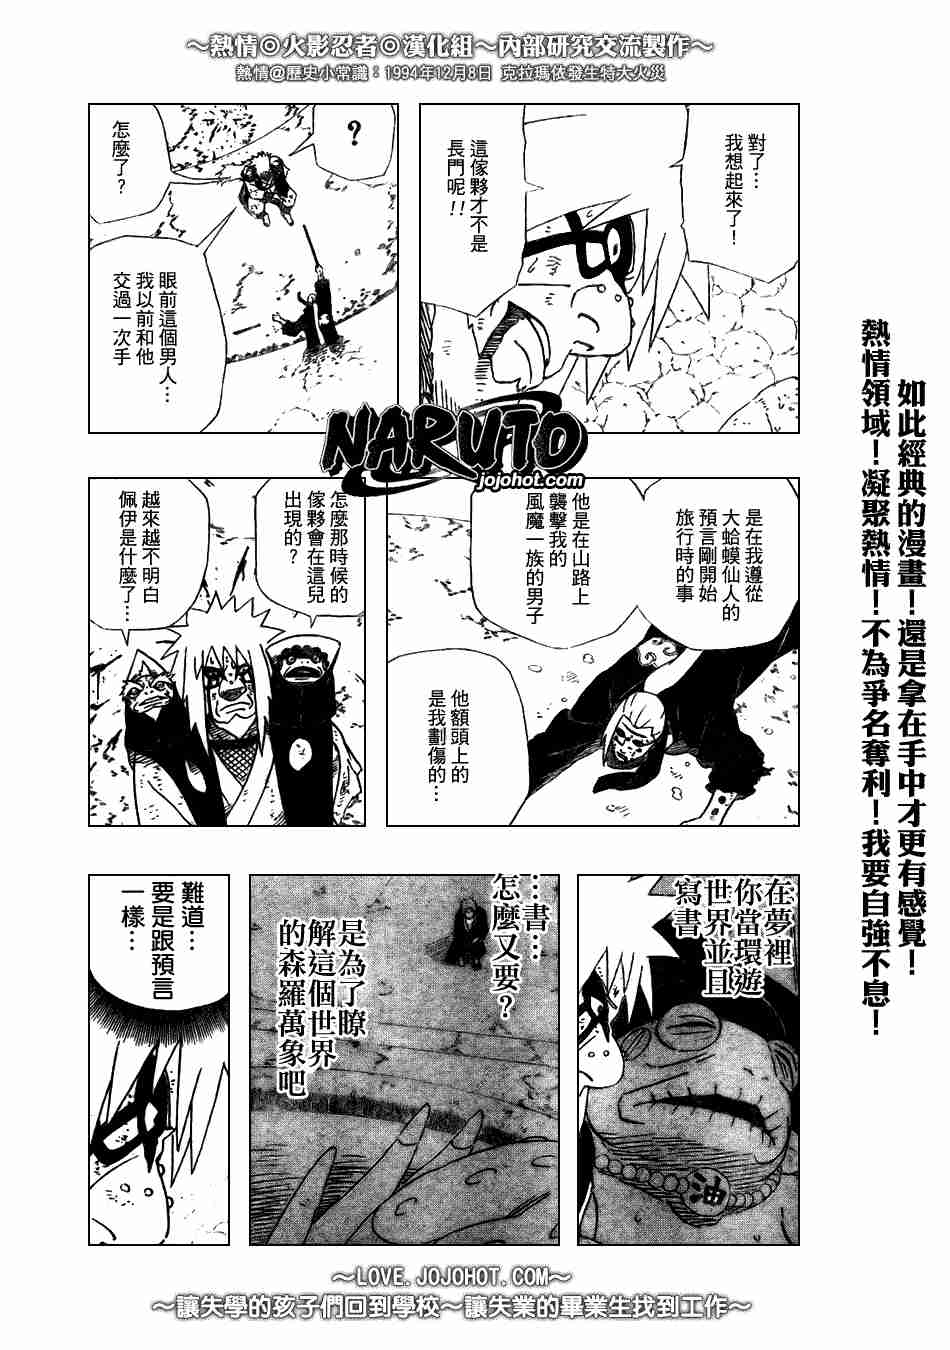 ～熱情◎火影忍者◎漢化組～內部研究交流製作～
熱情@歷史小常識：1994年12月8日 克拉瑪依發生特大火災
對了…
我想起來了!
這傢夥才不是
長門呢!!
?
怎麼了?
眼前這個男人…
我以前和他
交過一次手
NARUTO
jojohot.com
是在我遵從
大蛤蟆仙人的
預言剛開始
旅行時的事
他是在山路上
襲擊我的
風魔一族的男子
他額頭上的
是我劃傷的…
怎麼那時候的
傢夥會在這兒
出現的?
越來越不明白
佩伊是什麼了…
在夢裡
你當環遊
世界並且
寫書
油
…書…
怎麼又要?
是為了瞭
解這個世界
的森羅萬象吧
難道…
要是跟預言
一樣…
如此經典的漫畫！還是拿在手中才更有感覺！
熱情領域！凝聚熱情！不為爭名奪利！我要自強不息！
～LOVE.JOJOHOT.COM～
～讓失學的孩子們回到學校～讓失業的畢業生找到工作～